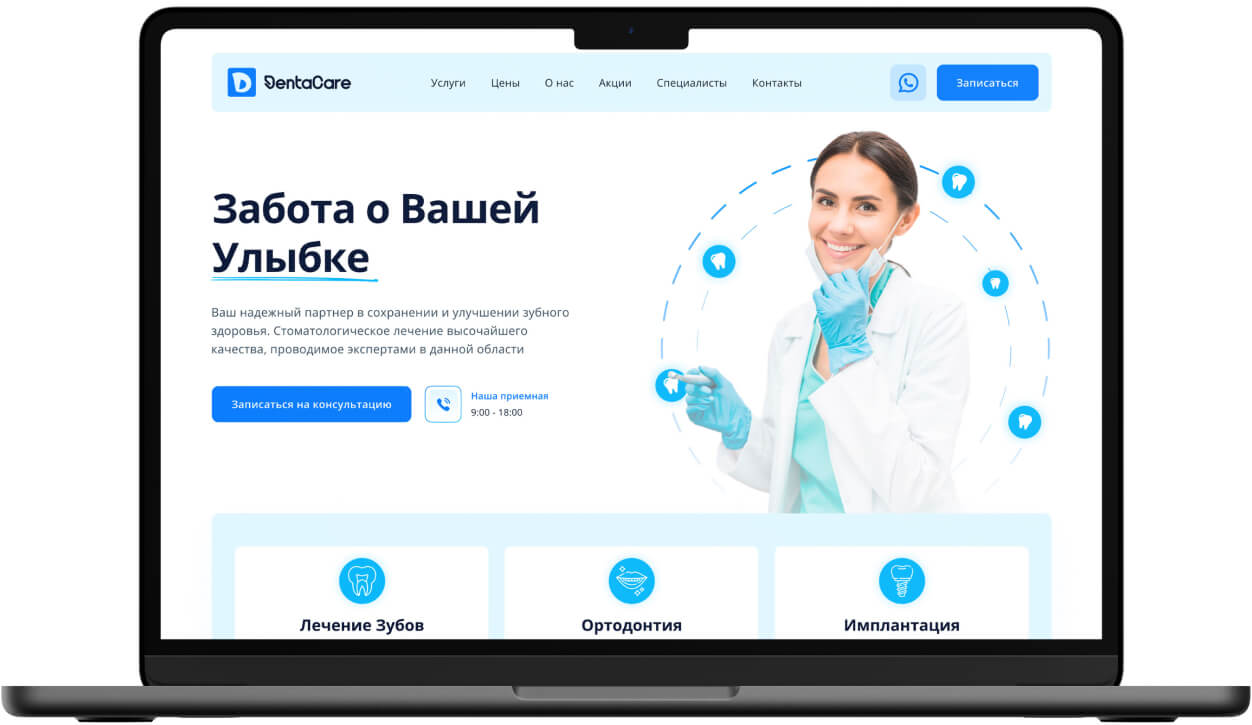 DentaCare
Услуги
Цены
О нас
Акции
Специалисты
Контакты
Записаться
Забота о Вашей
Улыбке
Ваш надежный партнер в сохранении и улучшении зубного
здоровья. Стоматологическое лечение высочайшего
качества, проводимое экспертами в данной области
Записаться на консультацию
Наша приемная
9:00 - 18:00
Лечение Зубов
Ортодонтия
Имплантация